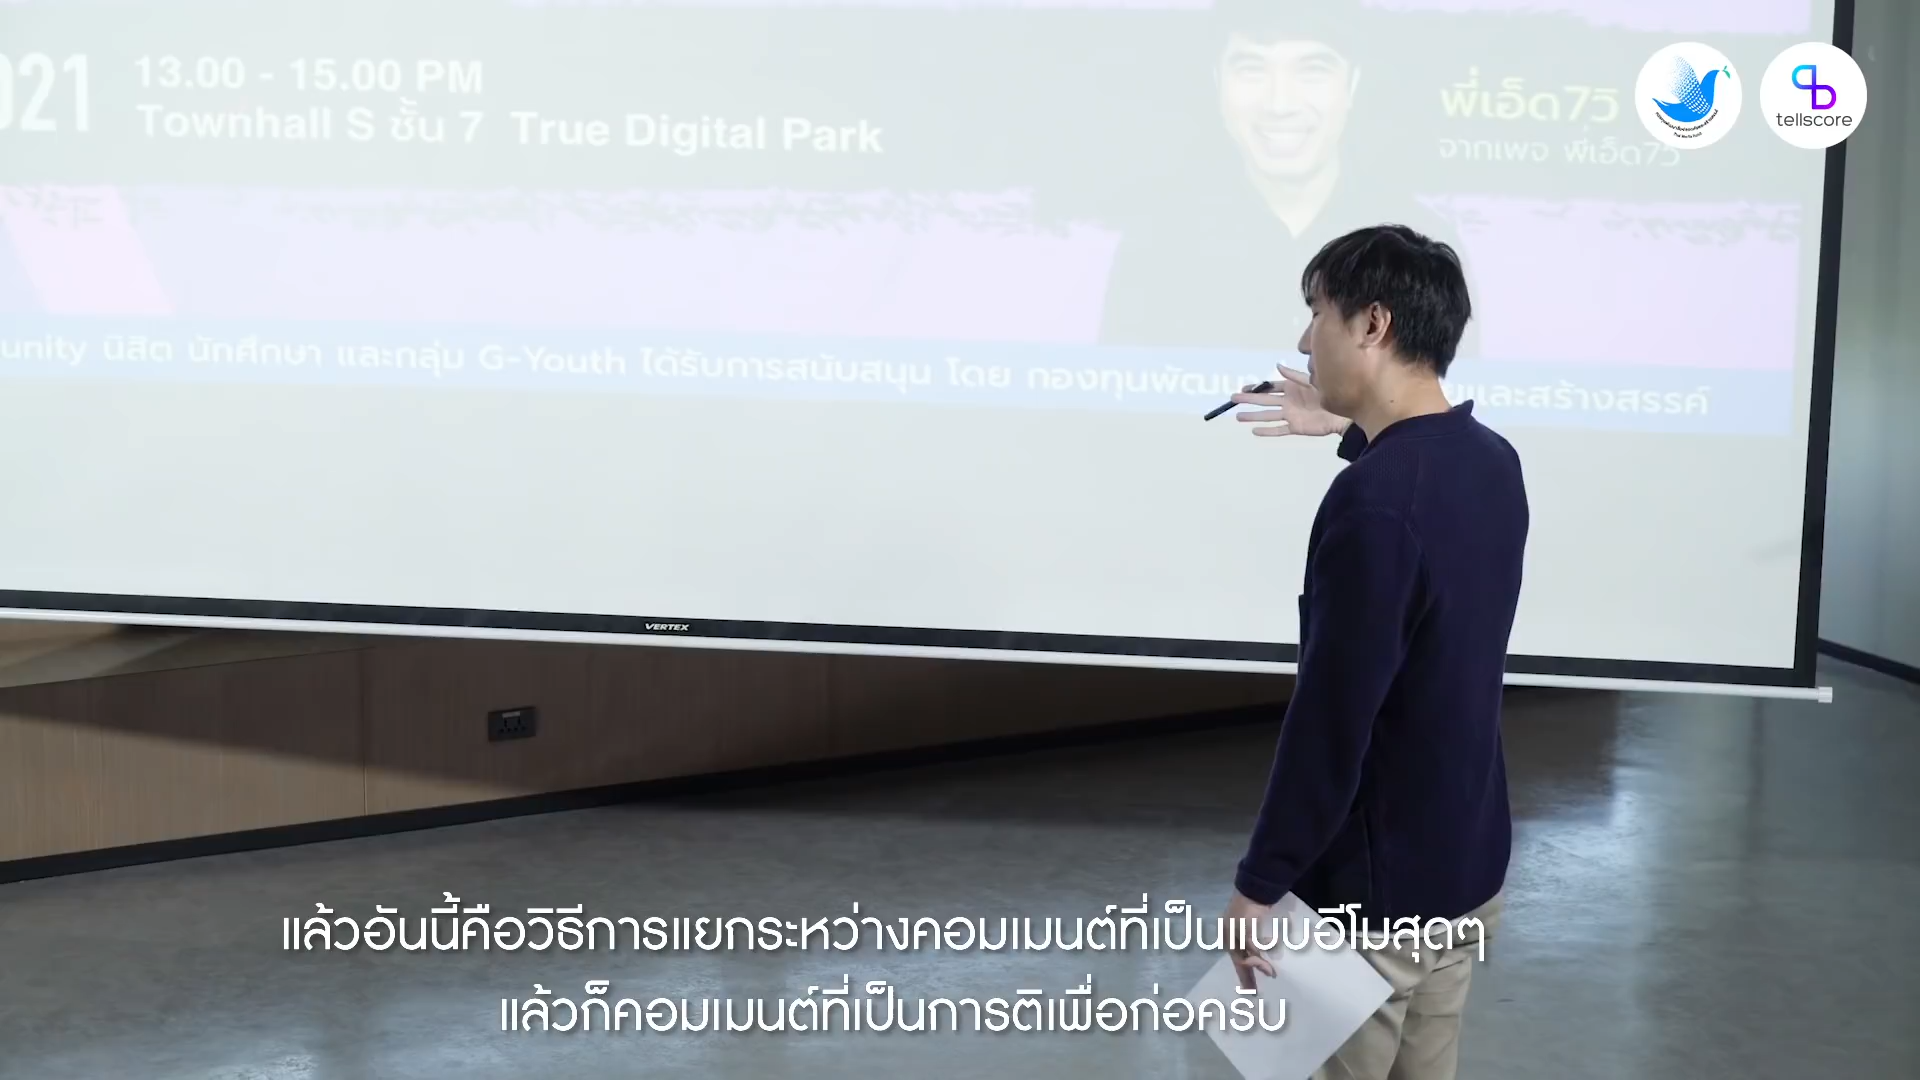 021
13.00 - 15.00 PM
Townhall S ชั้น 7 True Digital Park
พี่เอ็ด7วิ
จากเพจ พี่เอ็ด7วิ
tellscore
unity นิสิต นักศึกษา และกลุ่ม G-Youth ได้รับการสนับสนุน โดย กองทุนพัฒนา และสร้างสรรค์
VERTEX
แล้วอันนี้คือวิธีการแยกระหว่างคอมเมนต์ที่เป็นแบบอีโมสุดๆ
แล้วก็คอมเมนต์ที่เป็นการติเพื่อก่อครับ